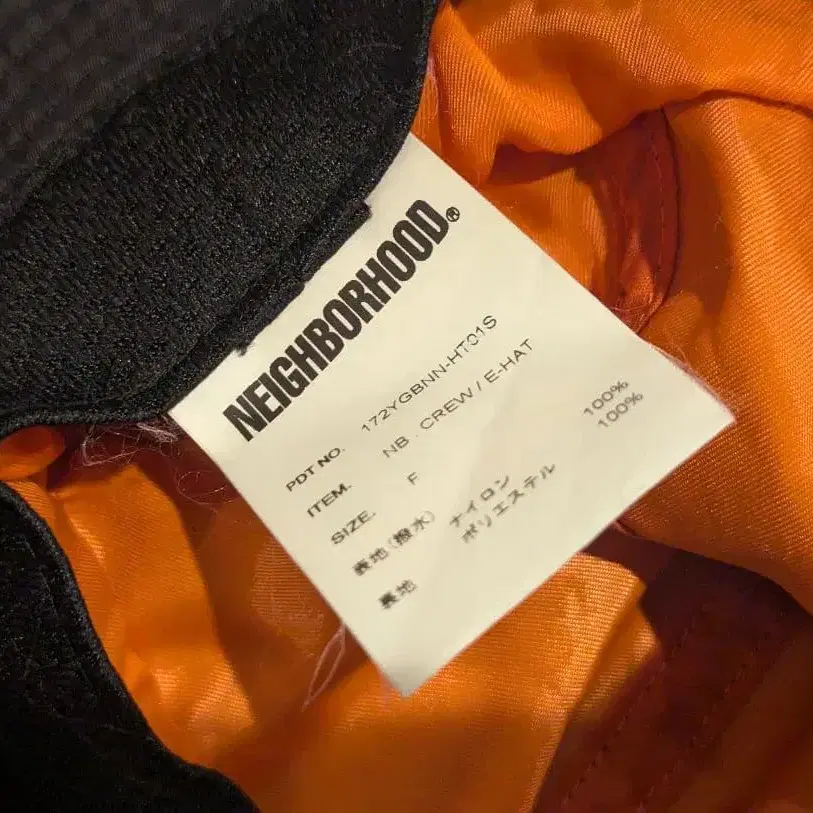 NEIGHBORHOOD.®
PDT NO. 172YGBNN-HT01S
ITEM. NB. CREW / E-HAT
SIZE. F
表地(撥水) ナイロン 100%
裏地 ポリエステル 100%